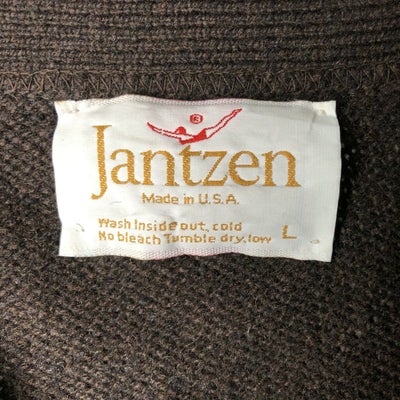 Jantzen
Made in U.S.A.
Wash Inside out, cold
No bleach Tumble dry, low
L